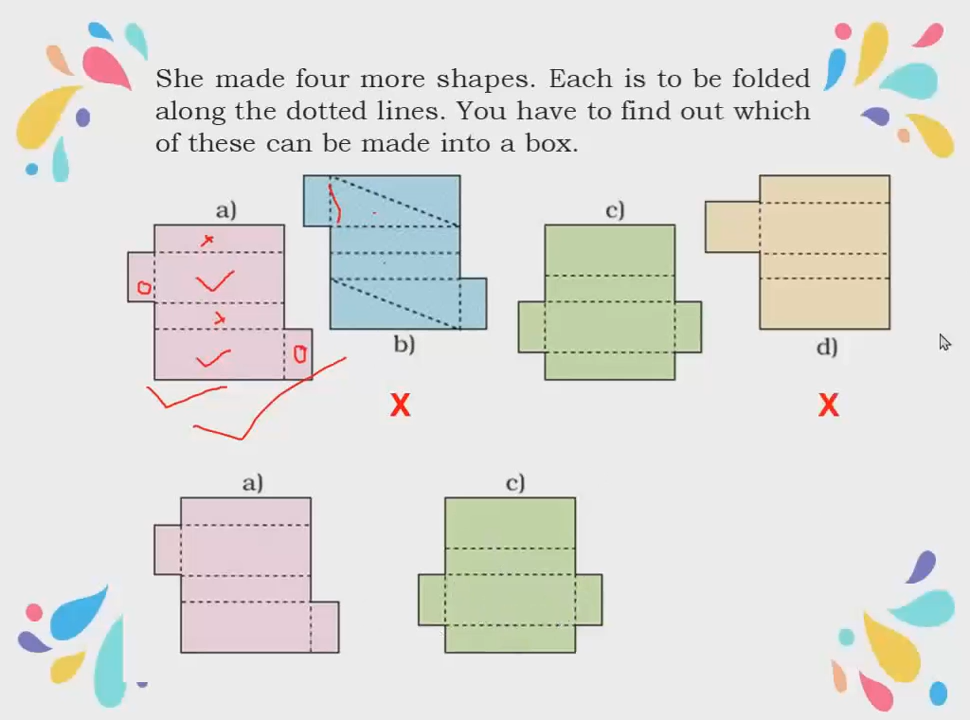 She made four more shapes. Each is to be folded
along the dotted lines. You have to find out which
of these can be made into a box.
a)
c)
b)
d)
X
X
a)
c)